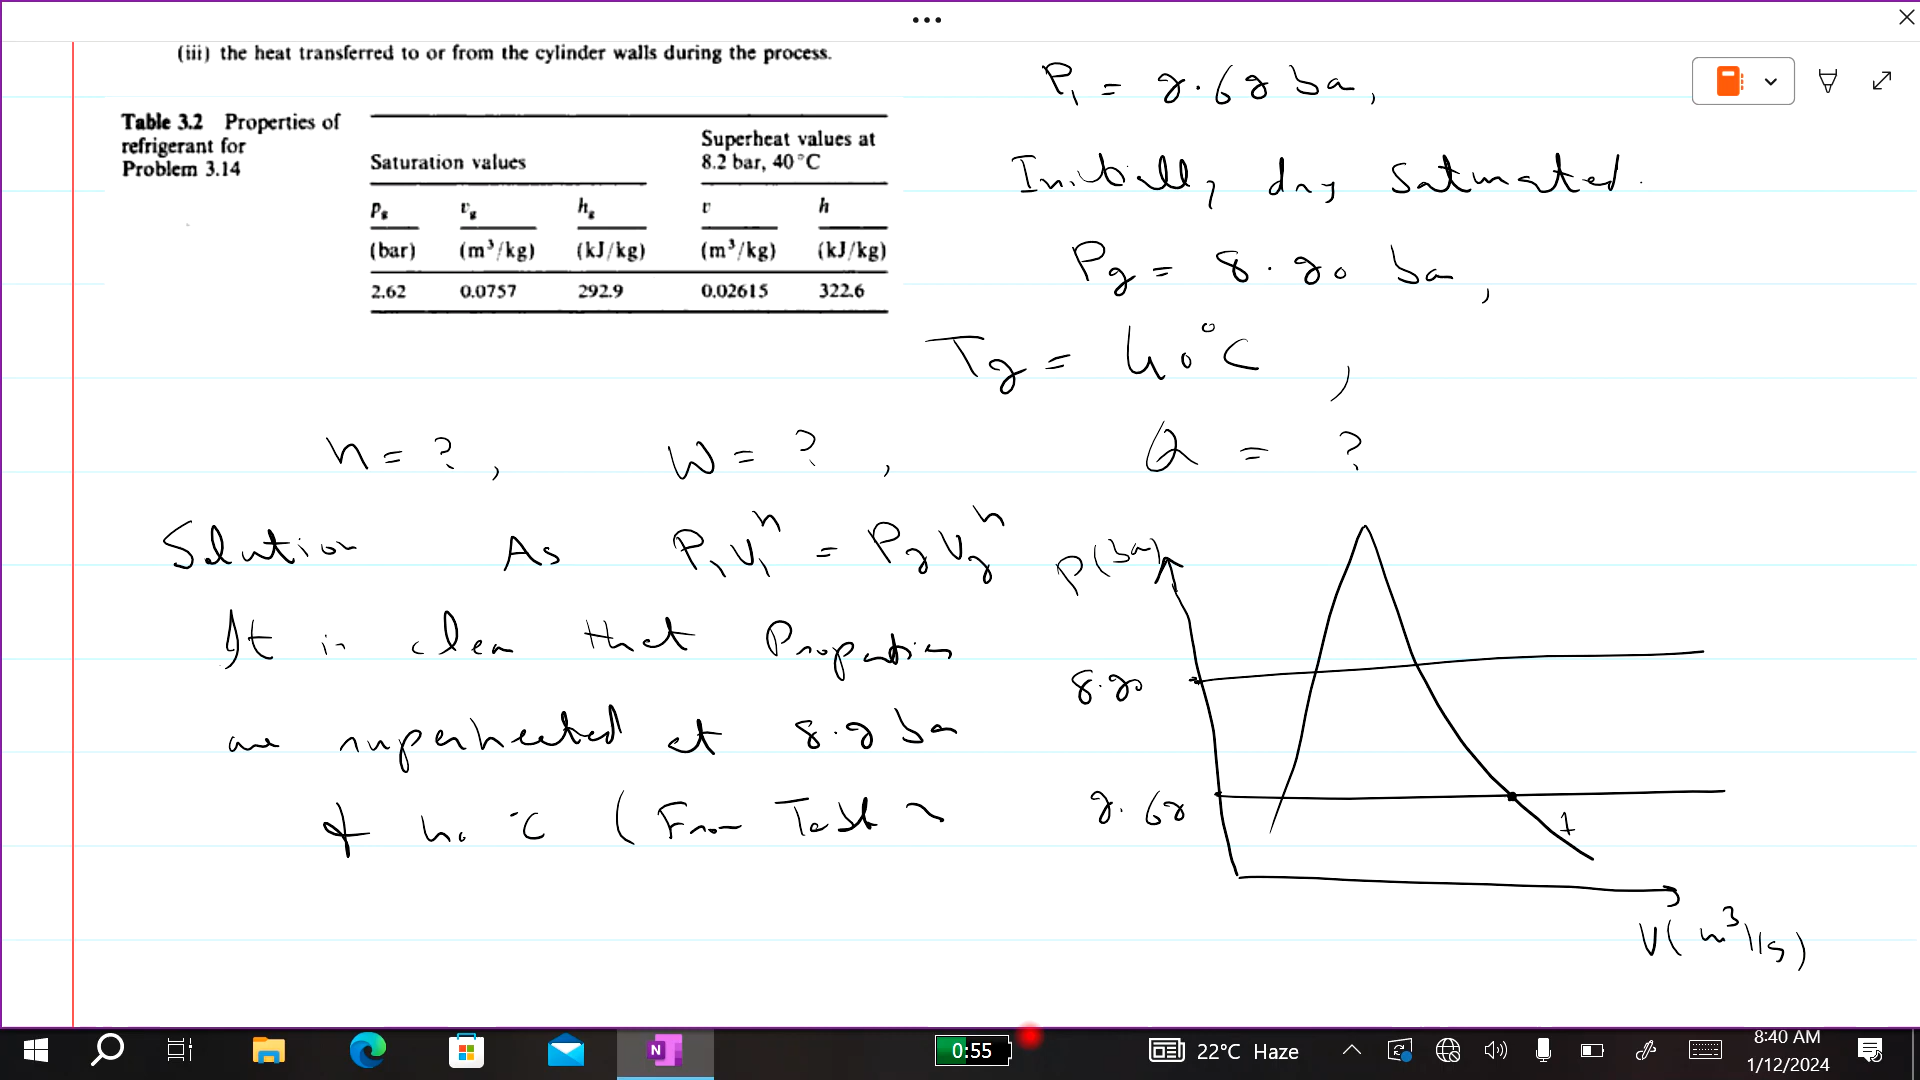 (iii) the heat transferred to or from the cylinder walls during the process.
Table 3.2 Properties of
refrigerant for
Problem 3.14
Saturation values
Superheat values at
8.2 bar, 40 °C
p_g v_g h_g v h
(bar) (m³/kg) (kJ/kg) (m³/kg) (kJ/kg)
2.62 0.0757 292.9 0.02615 322.6
P₁ = 2.62 bar,
Initially dry saturated.
P₂ = 8.20 bar,
T₂ = 40°C,
n = ?, W = ?, Q = ?
Solution As P₁V₁ⁿ = P₂V₂ⁿ
It is clear that Properties
are superheated at 8.2 bar
& 40 °C (From Table
P(bar)
8.20
2.62
1
V(m³/kg)
0:55
22°C Haze
8:40 AM
1/12/2024